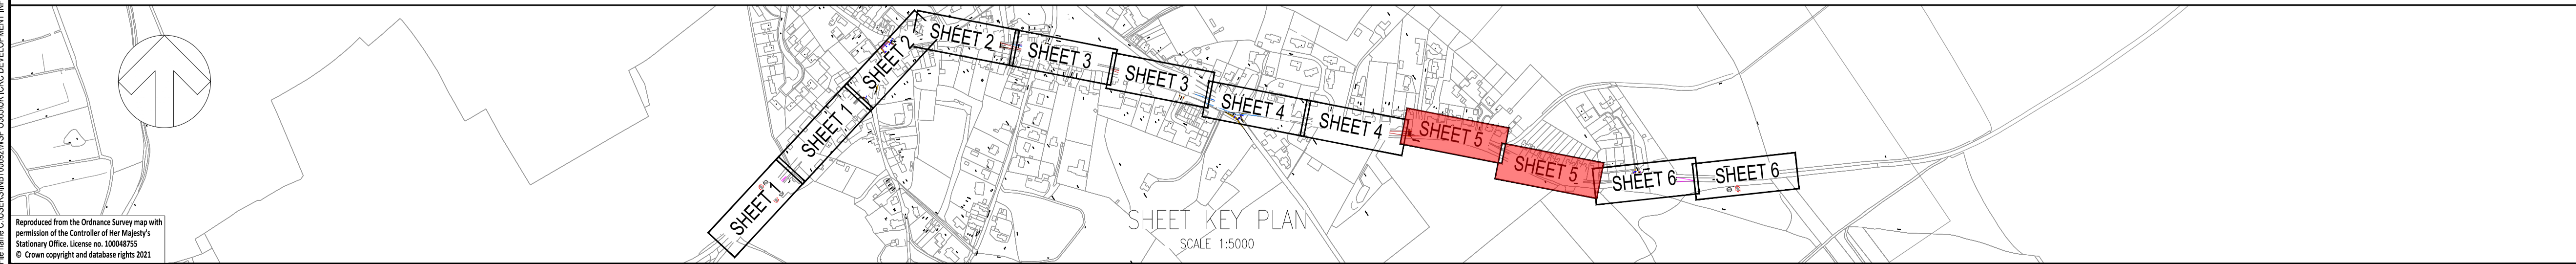 SHEET 1
SHEET 1
SHEET 2
SHEET 2
SHEET 3
SHEET 3
SHEET 4
SHEET 4
SHEET 5
SHEET 5
SHEET 6
SHEET 6
SHEET KEY PLAN
SCALE 1:5000
Reproduced from the Ordnance Survey map with
permission of the Controller of Her Majesty's
Stationary Office. License no. 100048755
© Crown copyright and database rights 2021